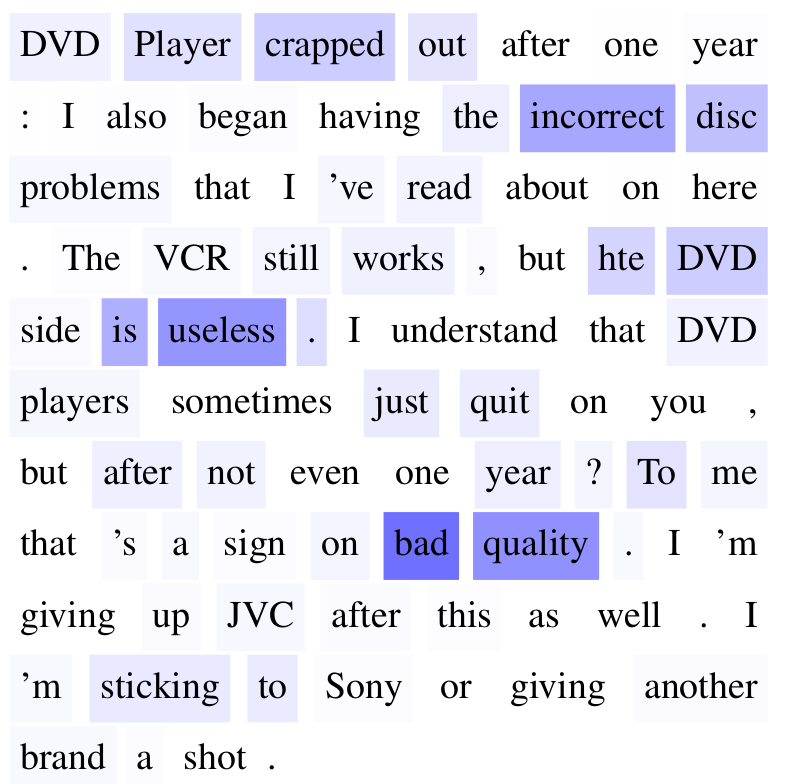 DVD Player crapped out after one year
: I also began having the incorrect disc
problems that I 've read about on here
. The VCR still works , but hte DVD
side is useless . I understand that DVD
players sometimes just quit on you ,
but after not even one year ? To me
that 's a sign on bad quality . I 'm
giving up JVC after this as well . I
'm sticking to Sony or giving another
brand a shot .